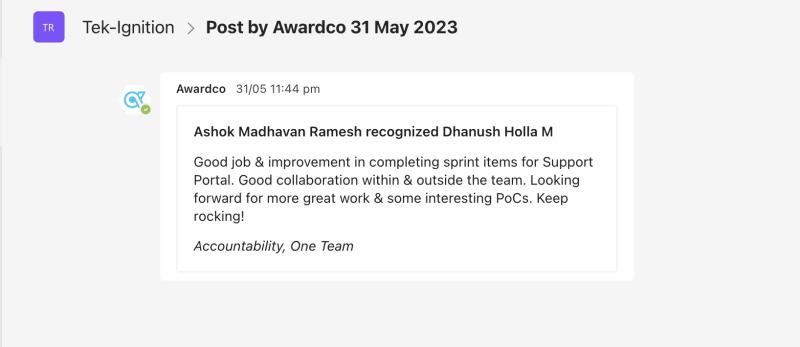 TR
Tek-Ignition > Post by Awardco 31 May 2023
Awardco 31/05 11:44 pm
Ashok Madhavan Ramesh recognized Dhanush Holla M
Good job & improvement in completing sprint items for Support
Portal. Good collaboration within & outside the team. Looking
forward for more great work & some interesting PoCs. Keep
rocking!
Accountability, One Team